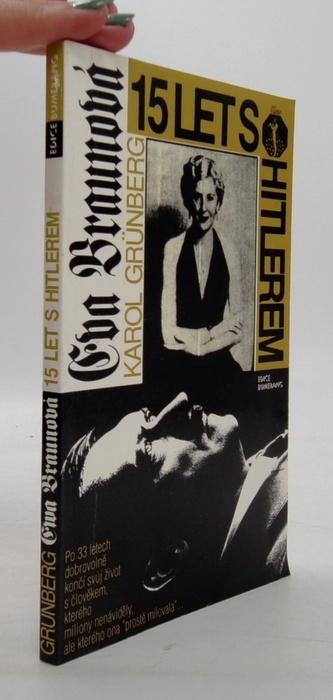 15 LET S
HITLEREM
Eva Braunová
KAROL GRÜNBERG
EDICE
BUMERANG
Po 33 letech
dobrovolně
končí svůj život
s člověkem,
kterého
miliony nenáviděly,
ale kterého ona "prostě milovala"...
GRÜNBERG Eva Braunová 15 LET S HITLEREM EDICE BUMERANG